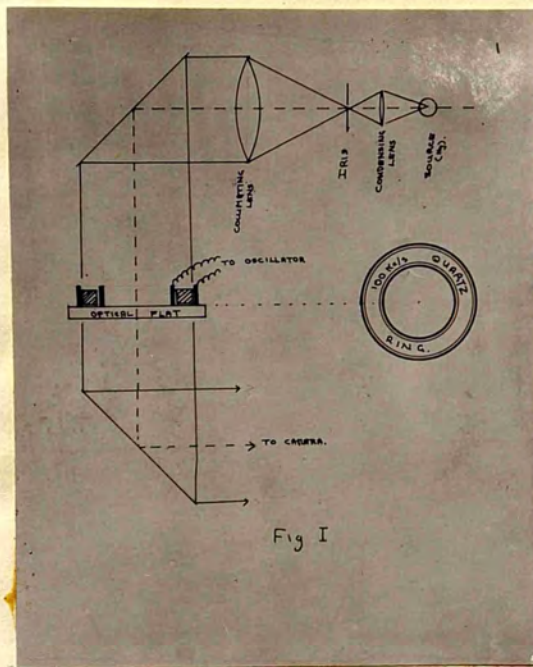 1
COLLIMATING
LENS
IRIS
CONDENSING
LENS
SOURCE
(Hg).
TO OSCILLATOR
OPTICAL FLAT
100 Kc/s QUARTZ
RING.
TO CAMERA.
Fig I